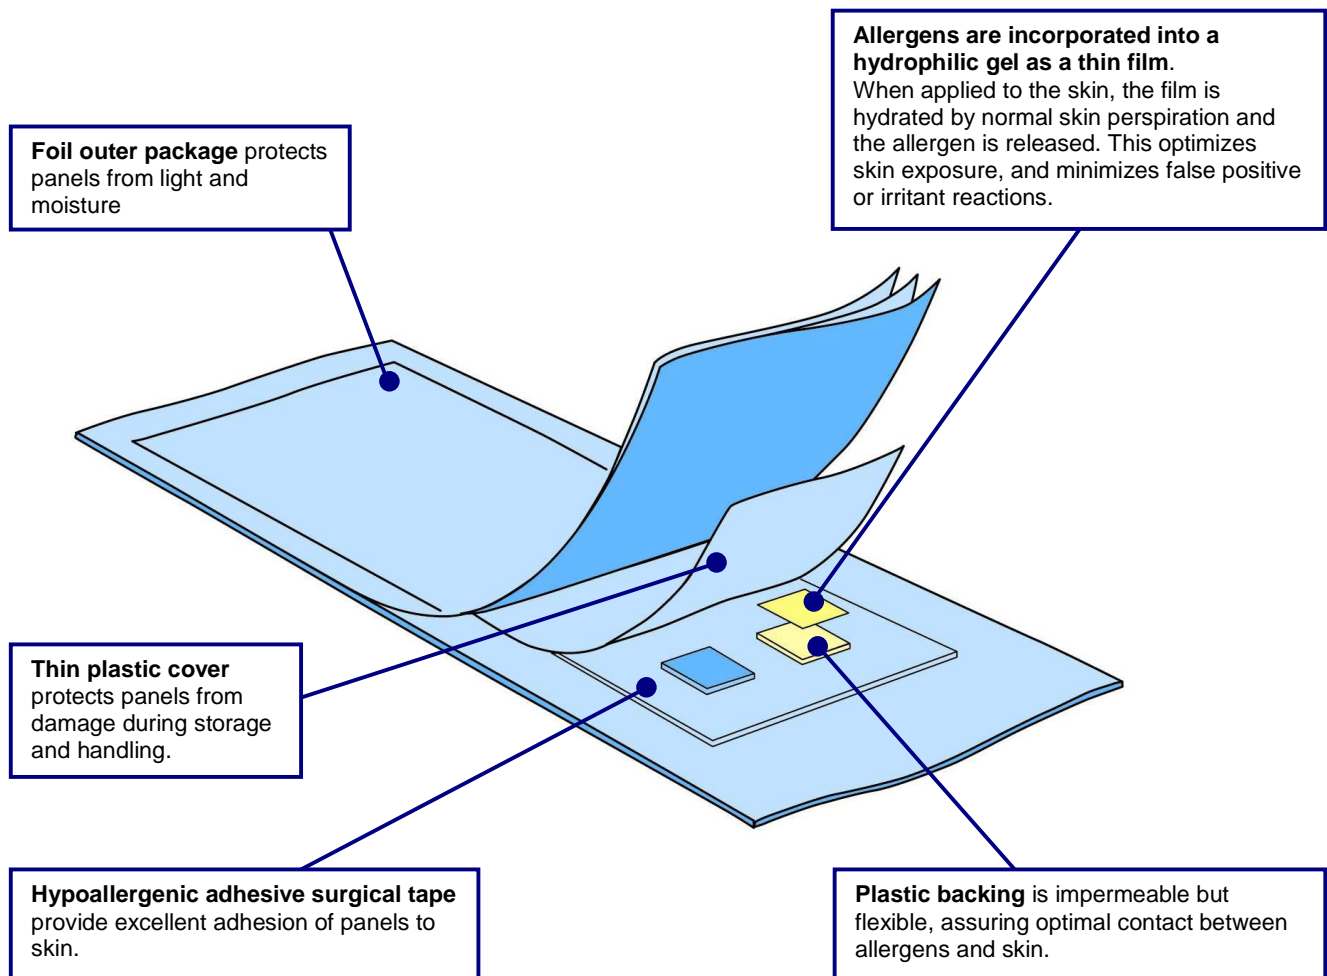 Allergens are incorporated into a
hydrophilic gel as a thin film.
When applied to the skin, the film is
hydrated by normal skin perspiration and
the allergen is released. This optimizes
skin exposure, and minimizes false positive
or irritant reactions.
Foil outer package protects
panels from light and
moisture
Thin plastic cover
protects panels from
damage during storage
and handling.
Hypoallergenic adhesive surgical tape
provide excellent adhesion of panels to
skin.
Plastic backing is impermeable but
flexible, assuring optimal contact between
allergens and skin.